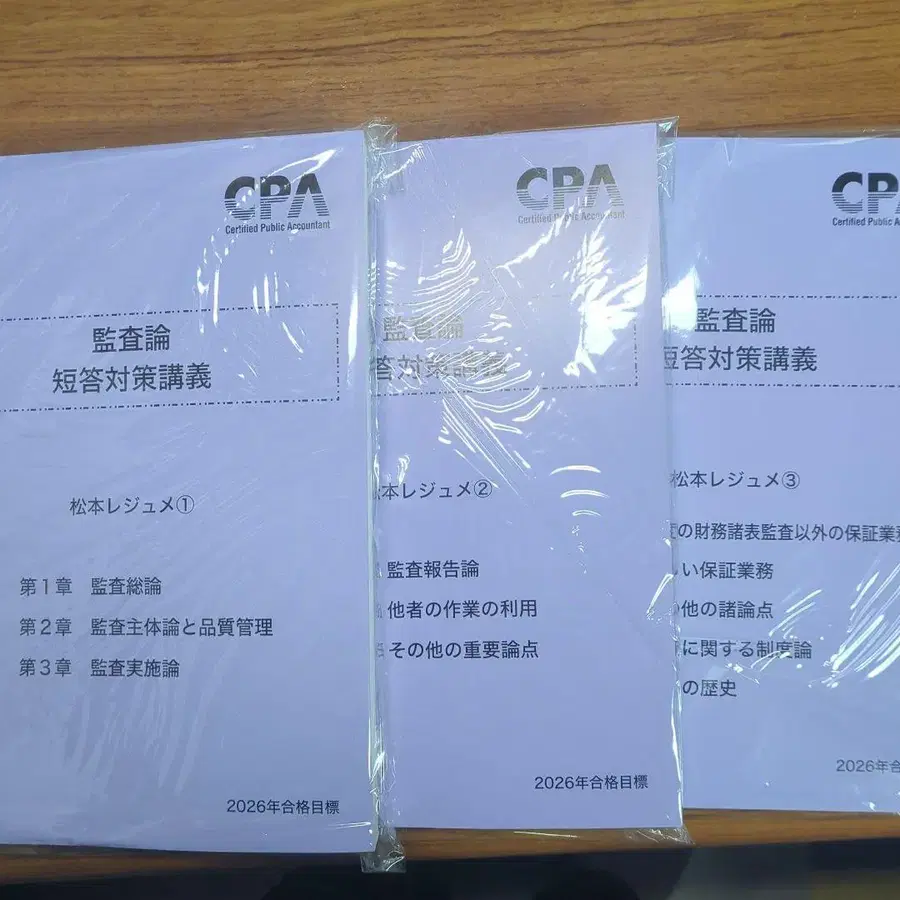 CPA
Certified Public Accountant
監査論
短答対策講義
松本レジュメ①
第1章 監査総論
第2章 監査主体論と品質管理
第3章 監査実施論
2026年合格目標
CPA
Certified Public Accountant
監査論
答対策講義
本レジュメ②
監査報告論
他者の作業の利用
その他の重要論点
2026年合格目標
CPA
Certified Public Acco
監査論
短答対策講義
松本レジュメ③
の財務諸表監査以外の保証業務
い保証業務
他の諸論点
に関する制度論
の歴史
2026年合